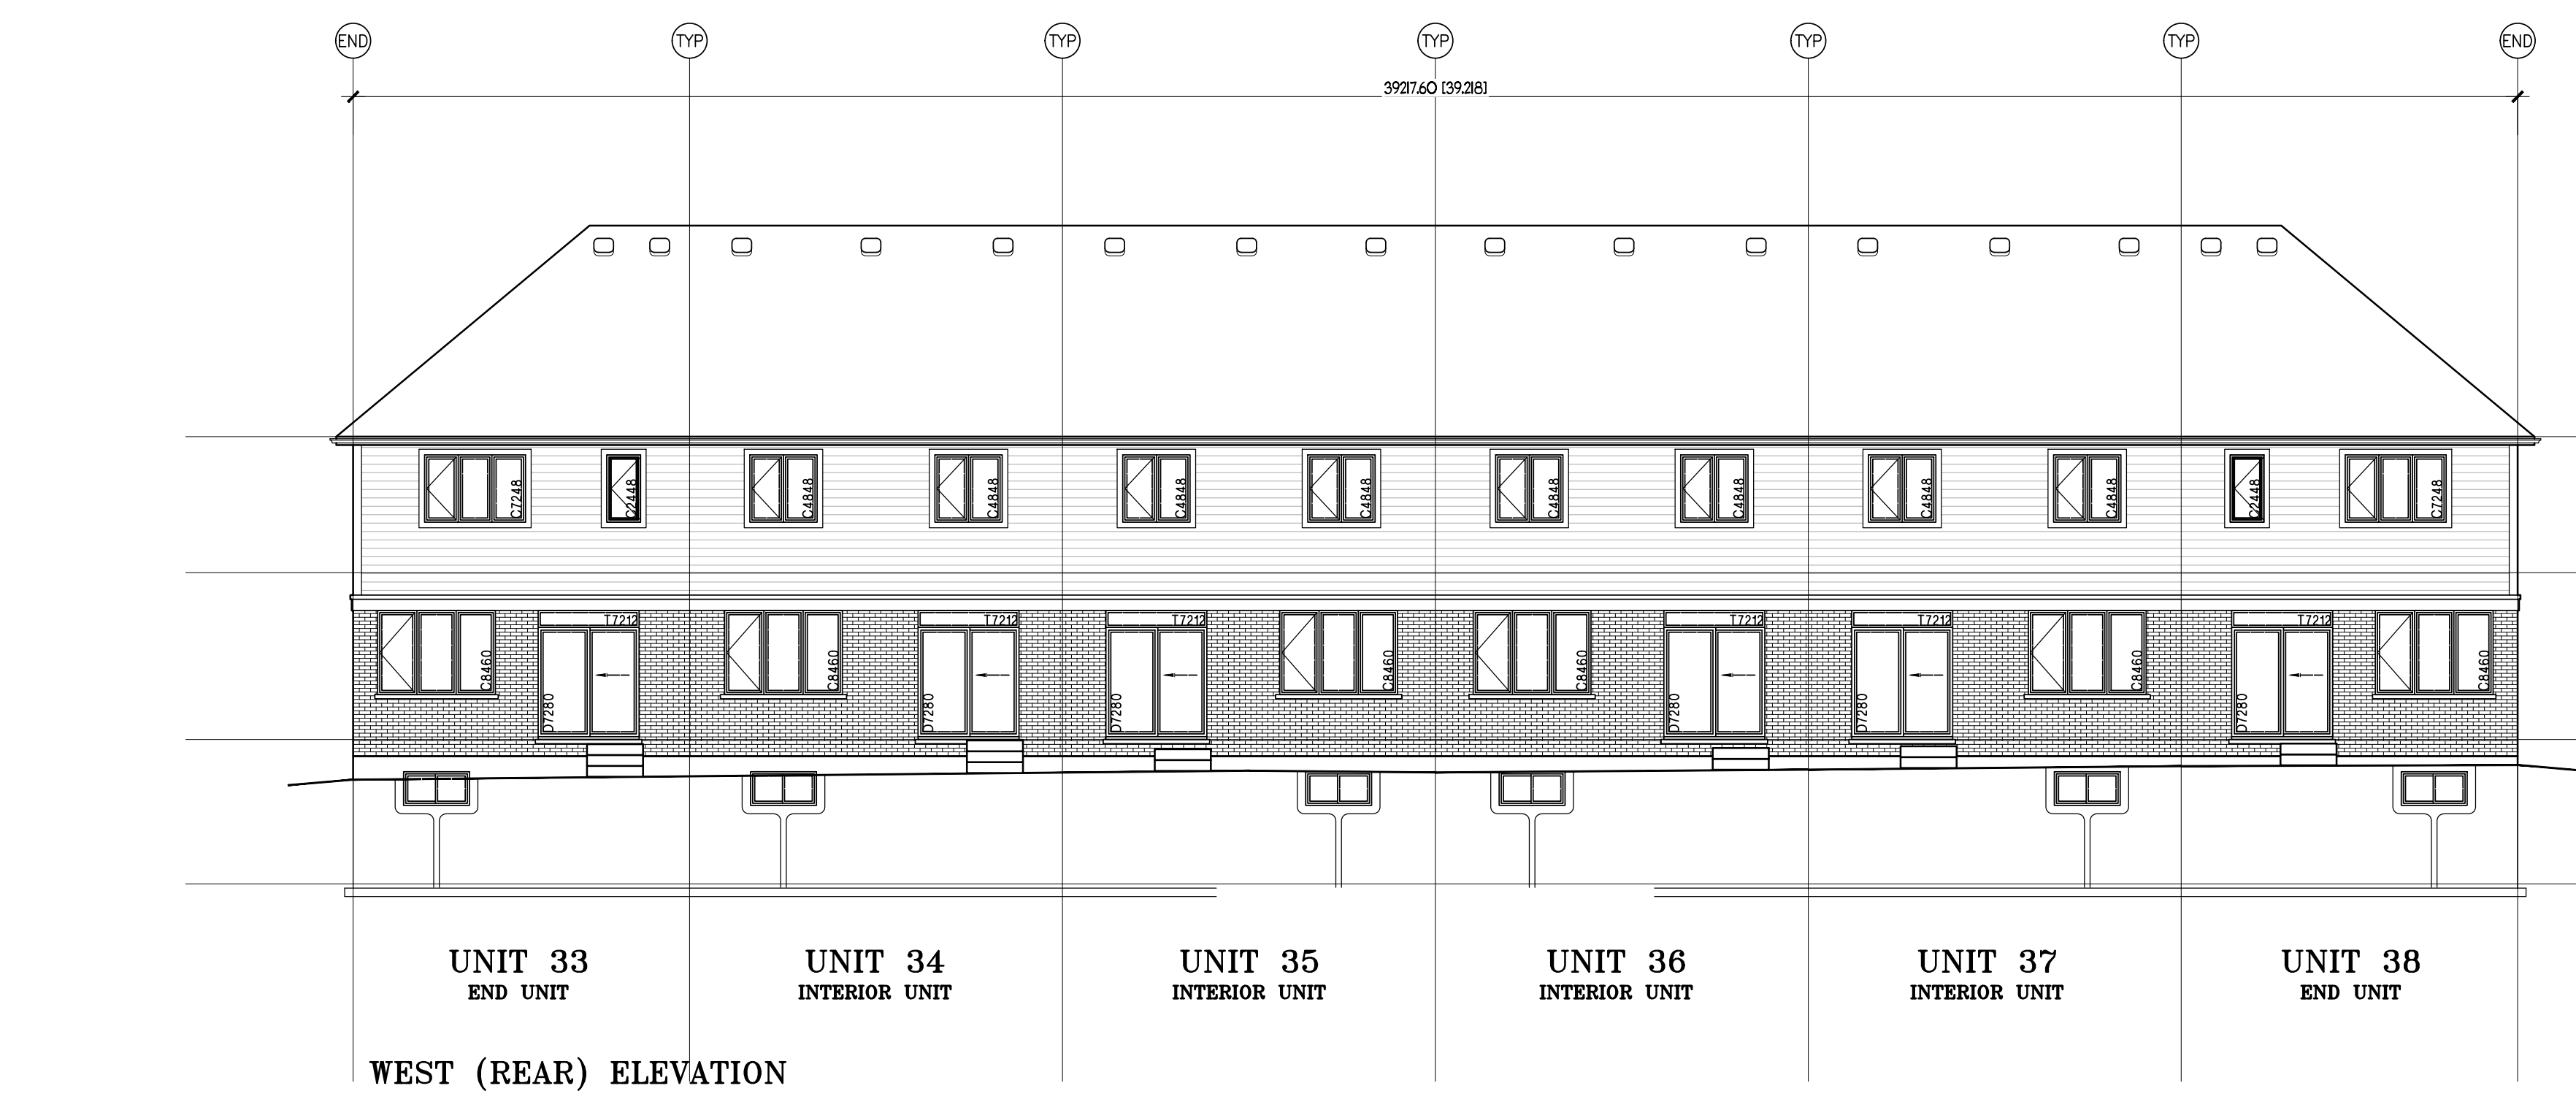 END TYP TYP TYP TYP TYP END
39217.60 [39.218]
C7248 C2448 C4848 C4848 C4848 C4848 C4848 C4848 C4848 C4848 C2448 C7248
T7212 T7212 T7212 T7212 T7212 T7212
C8460 D7280 C8460 D7280 D7280 C8460 C8460 D7280 D7280 C8460 D7280 C8460
UNIT 33 UNIT 34 UNIT 35 UNIT 36 UNIT 37 UNIT 38
END UNIT INTERIOR UNIT INTERIOR UNIT INTERIOR UNIT INTERIOR UNIT END UNIT
WEST (REAR) ELEVATION